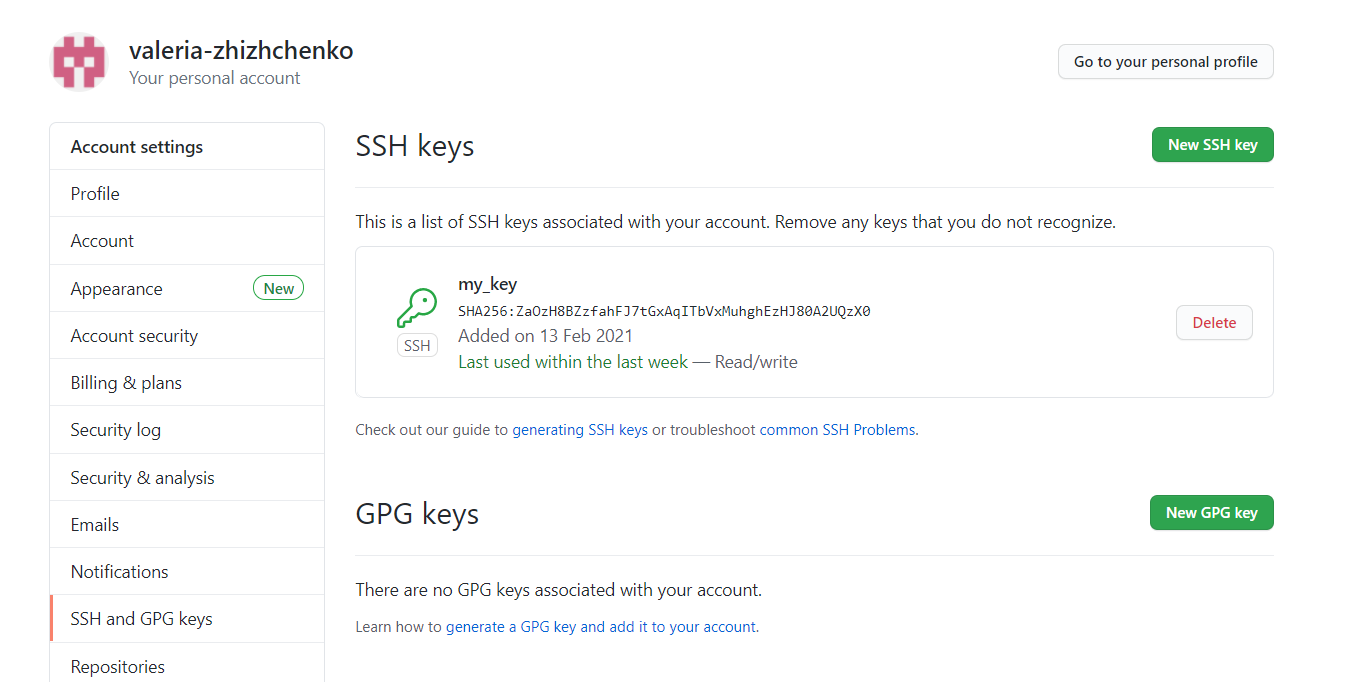 valeria-zhizhchenko
Your personal account
Go to your personal profile
Account settings
Profile
Account
Appearance New
Account security
Billing & plans
Security log
Security & analysis
Emails
Notifications
SSH and GPG keys
Repositories
SSH keys
New SSH key
This is a list of SSH keys associated with your account. Remove any keys that you do not recognize.
my_key
SHA256:ZaOzH8BZzfahFJ7tGxAqITbVxMuhghEzHJ80A2UQzX0
Added on 13 Feb 2021
Last used within the last week — Read/write
SSH
Delete
Check out our guide to generating SSH keys or troubleshoot common SSH Problems.
GPG keys
New GPG key
There are no GPG keys associated with your account.
Learn how to generate a GPG key and add it to your account.